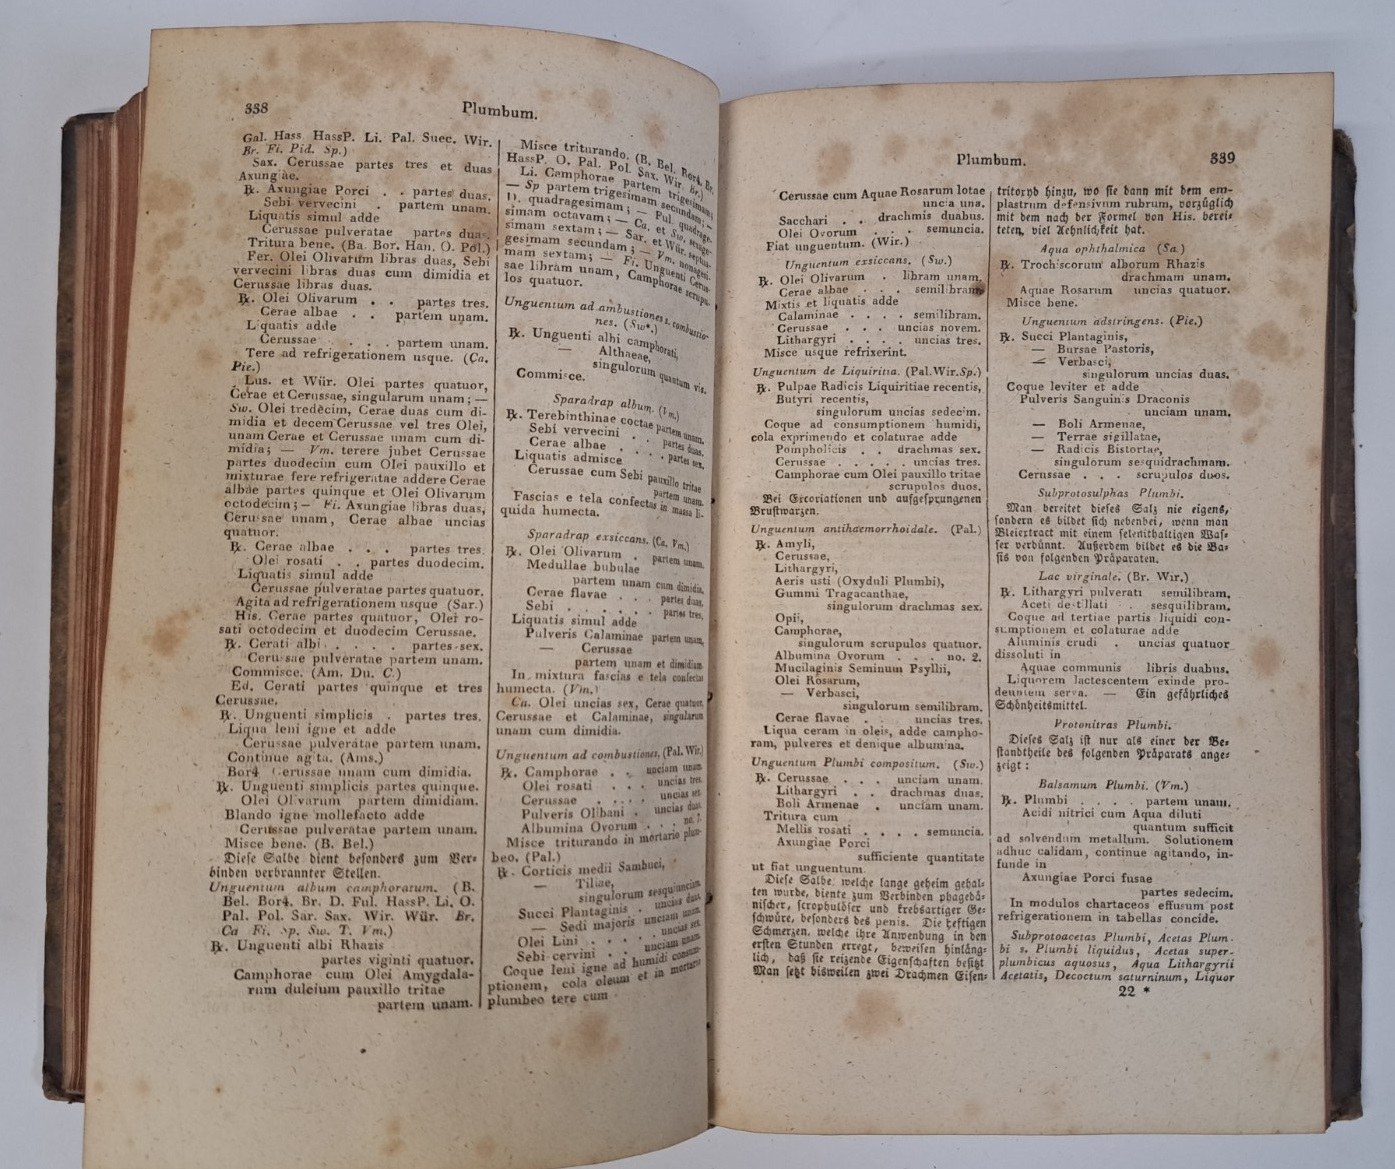 338
Plumbum.
Gal. Hass HassP. Li. Pal. Suec. Wir.
Br. Fi. Pid. Sp.)
Sax. Cerussae partes tres et duas
Axungiae.
℞. Axungiae Porci . . partes duas.
Sebi vervecini . partem unam.
Liquatis simul adde
Cerussae pulveratae partes duas.
Tritura bene. (Ba. Bor. Han. O. Pol.)
Fer. Olei Olivarum libras duas, Sebi
vervecini libras duas cum dimidia et
Cerussae libras duas.
℞. Olei Olivarum . . partes tres.
Cerae albae . . partem unam.
Liquatis adde
Cerussae . . . partem unam.
Tere ad refrigerationem usque. (Ca.
Pie.)
Lus. et Wür. Olei partes quatuor,
Cerae et Cerussae, singularum unam; —
Sw. Olei tredecim, Cerae duas cum di-
midia et decem Cerussae vel tres Olei,
unam Cerae et Cerussae unam cum di-
midia; — Vm. terere jubet Cerussae
partes duodecim cum Olei pauxillo et
mixturae fere refrigeratae addere Cerae
albae partes quinque et Olei Olivarum
octodecim; — Fi. Axungiae libras duas,
Cerussae unam, Cerae albae uncias
quatuor.
℞. Cerae albae . . . partes tres.
Olei rosati . . partes duodecim.
Liquatis simul adde
Cerussae pulveratae partes quatuor.
Agita ad refrigerationem usque (Sar.)
His. Cerae partes quatuor, Olei ro-
sati octodecim et duodecim Cerussae.
℞. Cerati albi . . . . partes sex.
Cerussae pulveratae partem unam.
Commisce. (Am. Du. C.)
Ed. Cerati partes quinque et tres
Cerussae.
℞. Unguenti simplicis . partes tres.
Liqua leni igne et adde
Cerussae pulveratae partem unam.
Continue agita. (Ams.)
Bor4 Cerussae unam cum dimidia.
℞. Unguenti simplicis partes quinque.
Olei Olivarum partem dimidiam.
Blando igne mollefacto adde
Cerussae pulveratae partem unam.
Misce bene. (B. Bel.)
Diese Salbe dient besonders zum Ver-
binden verbrannter Stellen.
Unguentum album camphoratum. (B.
Bel. Bor4. Br. D. Ful. HassP. Li. O.
Pal. Pol. Sar. Sax. Wir. Wür. Br.
Ca Fi. Sp. Sw. T. Vm.)
℞. Unguenti albi Rhazis
partes viginti quatuor.
Camphorae cum Olei Amygdala-
rum dulcium pauxillo tritae
partem unam.
Misce triturando. (B. Bel. Bor4. Br.
HassP. O. Pal. Pol. Sax. Wir. Br.)
Li. Camphorae partem trigesimam;
— Sp partem trigesimam secundam; —
D. quadragesimam; — Pul. quadrage-
simam octavam; — Ca. et Sw. sexage-
simam sextam; — Sar. et Wür. septua-
gesimam secundam; — Vm. nonagesi-
mam sextam; — Fi. Unguenti Cerus-
sae libram unam, Camphorae scrupu-
los quatuor.
Unguentum ad ambustiones s. combustio-
nes. (Sw*.)
℞. Unguenti albi camphorati,
— Althaeae,
singulorum quantum vis.
Commisce.
Sparadrap album. (Vm.)
℞. Terebinthinae coctae partem unam.
Sebi vervecini . . partes duas.
Cerae albae . . . . partes sex.
Liquatis admisce
Cerussae cum Sebi pauxillo tritae
partem unam.
Fascias e tela confectas in massa li-
quida humecta.
Sparadrap exsiccans. (Ca. Vm.)
℞. Olei Olivarum . partem unam.
Medullae bubulae
partem unam cum dimidia.
Cerae flavae . . . partes duas.
Sebi . . . . . . partes tres.
Liquatis simul adde
Pulveris Calaminae partem unam,
— Cerussae
partem unam et dimidiam.
In mixtura fascias e tela confectas
humecta. (Vm.)
Ca. Olei uncias sex, Cerae quatuor,
Cerussae et Calaminae, singularum
unam cum dimidia.
Unguentum ad combustiones. (Pal. Wir.)
℞. Camphorae . . unciam unam.
Olei rosati . . . uncias tres.
Cerussae . . . . uncias sex.
Pulveris Olibani . uncias duas.
Albumina Ovorum . . . no. 7.
Misce triturando in mortario plum-
beo. (Pal.)
℞. Corticis medii Sambuci,
— Tiliae,
singulorum sesquiunciam.
Succi Plantaginis . uncias duas.
— Sedi majoris unciam unam.
Olei Lini . . . . uncias sex.
Sebi cervini . . unciam unam.
Coque leni igne ad humidi consum-
ptionem, cola oleum et in mortario
plumbeo tere cum
Plumbum.
339
Cerussae cum Aquae Rosarum lotae
uncia una.
Sacchari . . drachmis duabus.
Olei Ovorum . . . semuncia.
Fiat unguentum. (Wir.)
Unguentum exsiccans. (Sw.)
℞. Olei Olivarum . libram unam.
Cerae albae . . . semilibram.
Mixtis et liquatis adde
Calaminae . . . . semilibram.
Cerussae . . . uncias novem.
Lithargyri . . . . uncias tres.
Misce usque refrixerint.
Unguentum de Liquiritia. (Pal. Wir. Sp.)
℞. Pulpae Radicis Liquiritiae recentis,
Butyri recentis,
singulorum uncias sedecim.
Coque ad consumptionem humidi,
cola exprimendo et colaturae adde
Pompholicis . . drachmas sex.
Cerussae . . . . . uncias tres.
Camphorae cum Olei pauxillo tritae
scrupulos duos.
Bei Excoriationen und aufgesprungenen
Brustwarzen.
Unguentum antihaemorrhoidale. (Pal.)
℞. Amyli,
Cerussae,
Lithargyri,
Aeris usti (Oxyduli Plumbi),
Gummi Tragacanthae,
singulorum drachmas sex.
Opii,
Camphorae,
singulorum scrupulos quatuor.
Albumina Ovorum . . . no. 2.
Mucilaginis Seminum Psyllii,
Olei Rosarum,
— Verbasci,
singulorum semilibram.
Cerae flavae . . uncias tres.
Liqua ceram in oleis, adde campho-
ram, pulveres et denique albumina.
Unguentum Plumbi compositum. (Sw.)
℞. Cerussae . . . unciam unam.
Lithargyri . . drachmas duas.
Boli Armenae . unciam unam.
Tritura cum
Mellis rosati . . . . semuncia.
Axungiae Porci
sufficiente quantitate
ut fiat unguentum.
Diese Salbe, welche lange geheim gehal-
ten wurde, diente zum Verbinden phagedä-
nischer, scrophulöser und krebsartiger Ge-
schwüre, besonders des penis. Die heftigen
Schmerzen, welche ihre Anwendung in den
ersten Stunden erregt, beweisen hinläng-
lich, daß sie reizende Eigenschaften besitzt
Man setzt bisweilen zwei Drachmen Eisen-
tritoxyd hinzu, wo sie dann mit dem em-
plastrum defensivum rubrum, vorzüglich
mit dem nach der Formel von His. berei-
teten, viel Aehnlichkeit hat.
Aqua ophthalmica (Sa.)
℞. Trochiscorum alborum Rhazis
drachmam unam.
Aquae Rosarum uncias quatuor.
Misce bene.
Unguentum adstringens. (Pie.)
℞. Succi Plantaginis,
— Bursae Pastoris,
— Verbasci,
singulorum uncias duas.
Coque leviter et adde
Pulveris Sanguinis Draconis
unciam unam.
— Boli Armenae,
— Terrae sigillatae,
— Radicis Bistortae,
singulorum sesquidrachmam.
Cerussae . . . scrupulos duos.
Subprotosulphas Plumbi.
Man bereitet dieses Salz nie eigens,
sondern es bildet sich nebenbei, wenn man
Bleiextract mit einem selenithaltigen Was-
ser verdünnt. Außerdem bildet es die Ba-
sis von folgenden Präparaten.
Lac virginale. (Br. Wir.)
℞. Lithargyri pulverati semilibram.
Aceti destillati . sesquilibram.
Coque ad tertiae partis liquidi con-
sumptionem et colaturae adde
Aluminis crudi . uncias quatuor
dissoluti in
Aquae communis libris duabus.
Liquorem lactescentem exinde pro-
deuntem serva. — Ein gefährliches
Schönheitsmittel.
Protonitras Plumbi.
Dieses Salz ist nur als einer der Be-
standtheile des folgenden Präparats ange-
zeigt:
Balsamum Plumbi. (Vm.)
℞. Plumbi . . . . partem unam.
Acidi nitrici cum Aqua diluti
quantum sufficit
ad solvendum metallum. Solutionem
adhuc calidam, continue agitando, in-
funde in
Axungiae Porci fusae
partes sedecim.
In modulos chartaceos effusum post
refrigerationem in tabellas concide.
Subprotoacetas Plumbi, Acetas Plum-
bi s. Plumbi liquidus, Acetas super-
plumbicus aquosus, Aqua Lithargyrii
Acetatis, Decoctum saturninum, Liquor
22 *